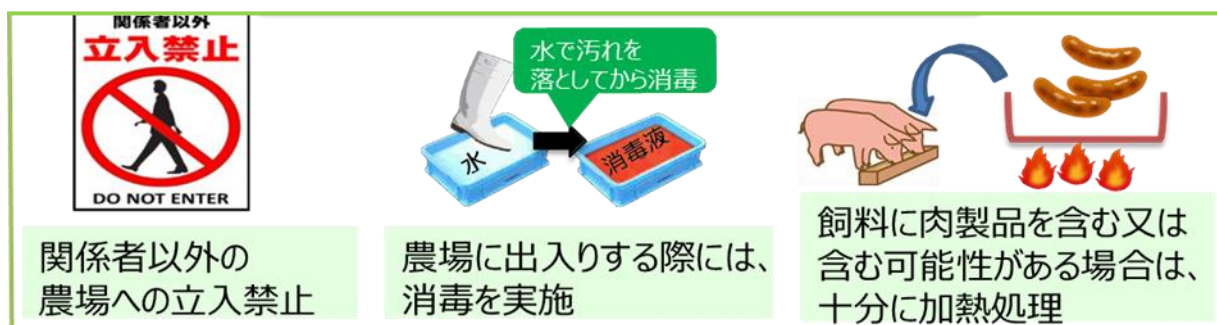 関係者以外
立入禁止
DO NOT ENTER
関係者以外の
農場への立入禁止
水で汚れを
落としてから消毒
水
消毒液
農場に出入りする際には、
消毒を実施
飼料に肉製品を含む又は
含む可能性がある場合は、
十分に加熱処理